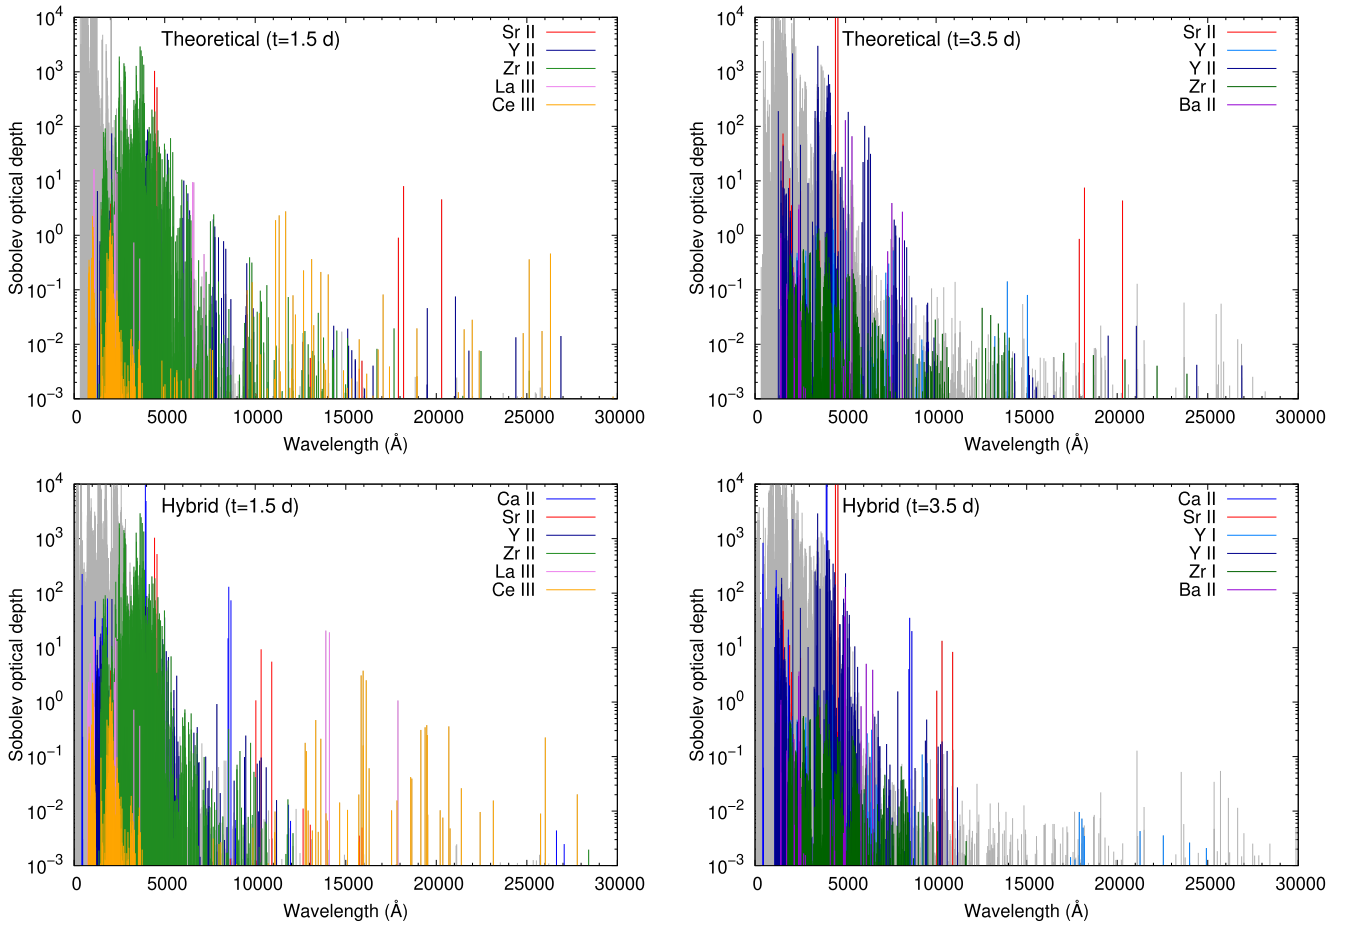 Theoretical (t=1.5 d)
Sr II
Y II
Zr II
La III
Ce III
10^4
10^3
10^2
10^1
10^0
10^−1
10^−2
10^−3
Sobolev optical depth
0 5000 10000 15000 20000 25000 30000
Wavelength (Å)
Theoretical (t=3.5 d)
Sr II
Y I
Y II
Zr I
Ba II
10^4
10^3
10^2
10^1
10^0
10^−1
10^−2
10^−3
Sobolev optical depth
0 5000 10000 15000 20000 25000 30000
Wavelength (Å)
Hybrid (t=1.5 d)
Ca II
Sr II
Y II
Zr II
La III
Ce III
10^4
10^3
10^2
10^1
10^0
10^−1
10^−2
10^−3
Sobolev optical depth
0 5000 10000 15000 20000 25000 30000
Wavelength (Å)
Hybrid (t=3.5 d)
Ca II
Sr II
Y I
Y II
Zr I
Ba II
10^4
10^3
10^2
10^1
10^0
10^−1
10^−2
10^−3
Sobolev optical depth
0 5000 10000 15000 20000 25000 30000
Wavelength (Å)